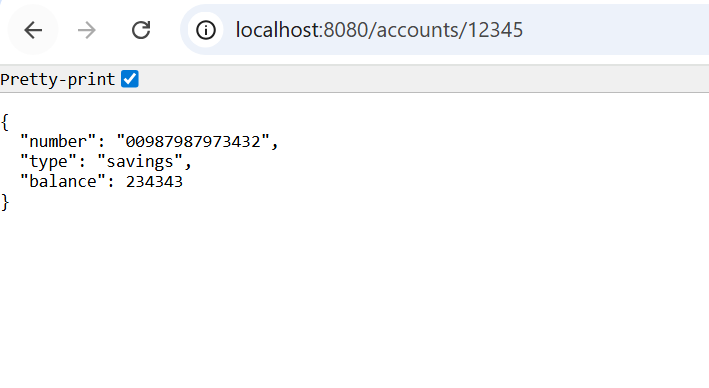 localhost:8080/accounts/12345
Pretty-print
{
  "number": "00987987973432",
  "type": "savings",
  "balance": 234343
}